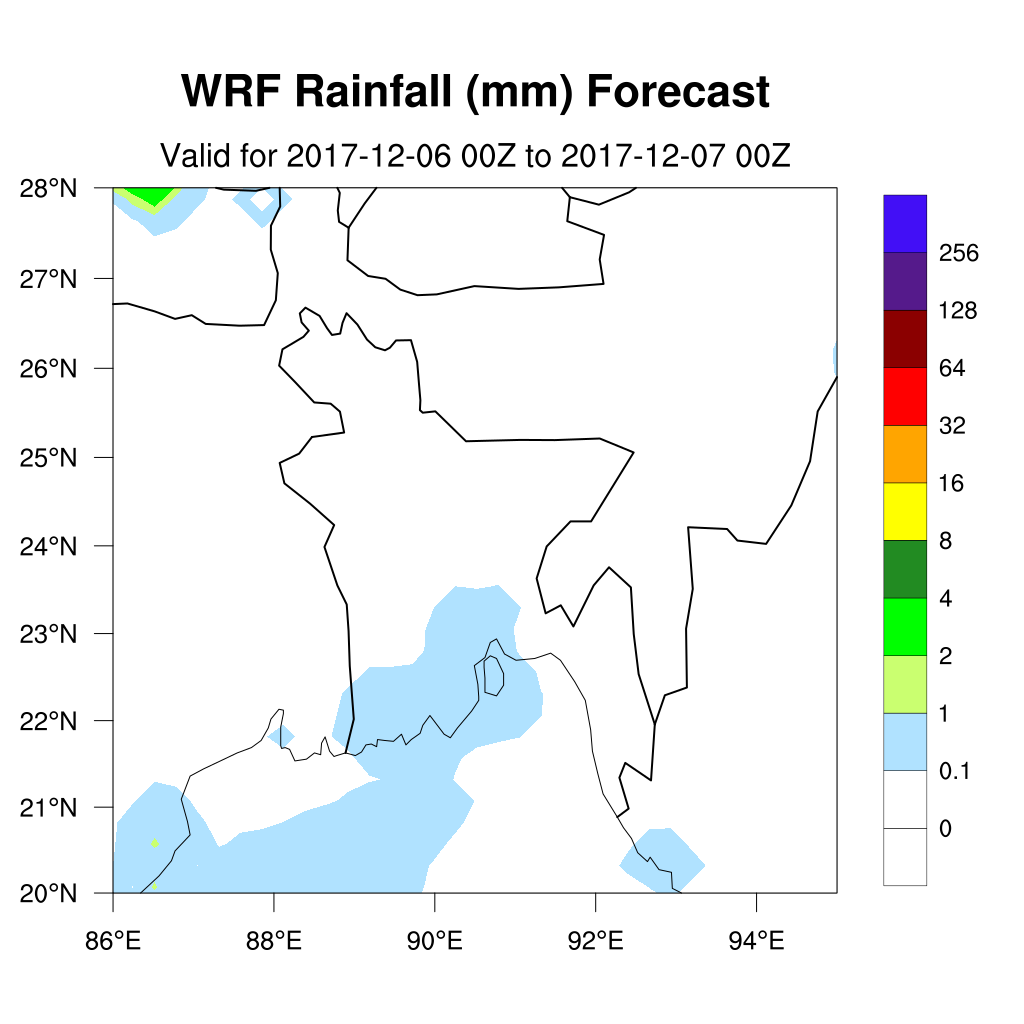 WRF Rainfall (mm) Forecast
Valid for 2017-12-06 00Z to 2017-12-07 00Z
28°N
27°N
26°N
25°N
24°N
23°N
22°N
21°N
20°N
86°E 88°E 90°E 92°E 94°E
256
128
64
32
16
8
4
2
1
0.1
0